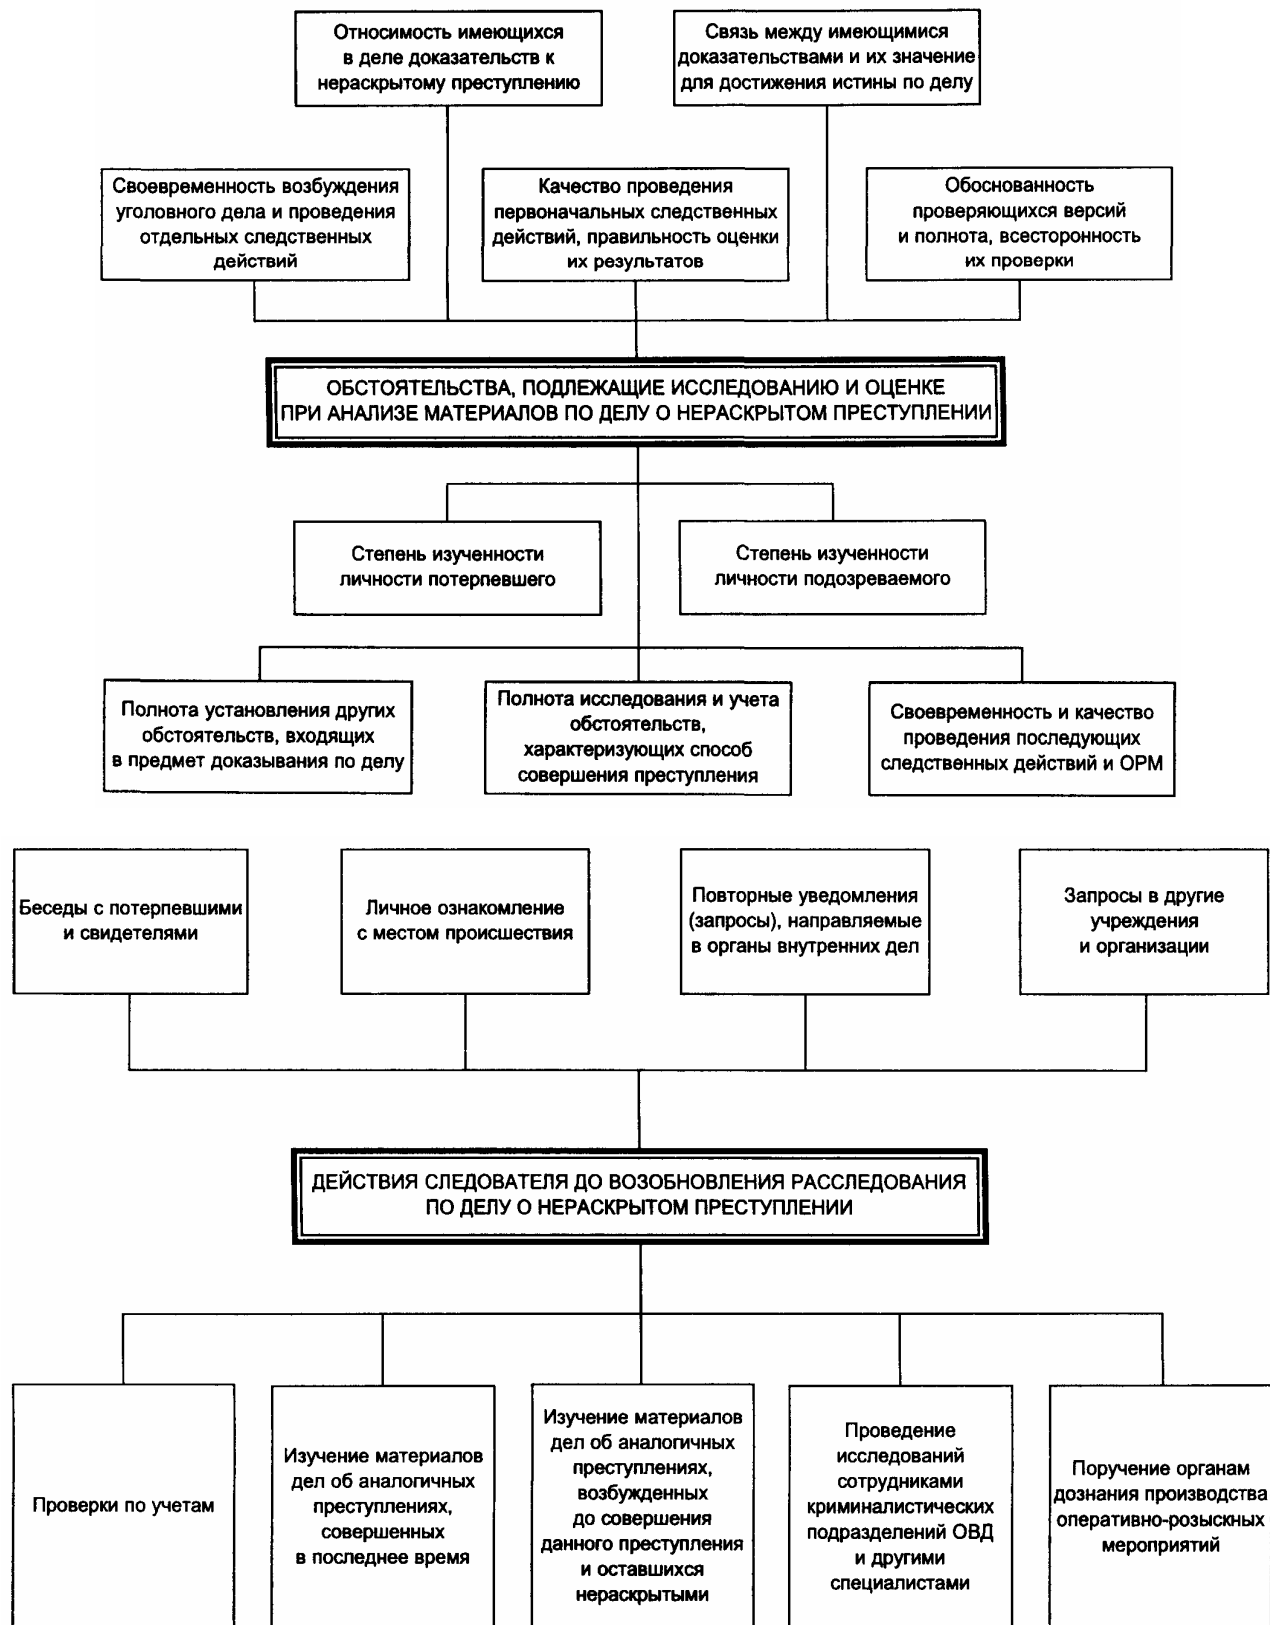 Относимость имеющихся
в деле доказательств к
нераскрытому преступлению
Связь между имеющимися
доказательствами и их значение
для достижения истины по делу
Своевременность возбуждения
уголовного дела и проведения
отдельных следственных
действий
Качество проведения
первоначальных следственных
действий, правильность оценки
их результатов
Обоснованность
проверяющихся версий
и полнота, всесторонность
их проверки
ОБСТОЯТЕЛЬСТВА, ПОДЛЕЖАЩИЕ ИССЛЕДОВАНИЮ И ОЦЕНКЕ
ПРИ АНАЛИЗЕ МАТЕРИАЛОВ ПО ДЕЛУ О НЕРАСКРЫТОМ ПРЕСТУПЛЕНИИ
Степень изученности
личности потерпевшего
Степень изученности
личности подозреваемого
Полнота установления других
обстоятельств, входящих
в предмет доказывания по делу
Полнота исследования и учета
обстоятельств,
характеризующих способ
совершения преступления
Своевременность и качество
проведения последующих
следственных действий и ОРМ
Беседы с потерпевшими
и свидетелями
Личное ознакомление
с местом происшествия
Повторные уведомления
(запросы), направляемые
в органы внутренних дел
Запросы в другие
учреждения
и организации
ДЕЙСТВИЯ СЛЕДОВАТЕЛЯ ДО ВОЗОБНОВЛЕНИЯ РАССЛЕДОВАНИЯ
ПО ДЕЛУ О НЕРАСКРЫТОМ ПРЕСТУПЛЕНИИ
Проверки по учетам
Изучение материалов
дел об аналогичных
преступлениях,
совершенных
в последнее время
Изучение материалов
дел об аналогичных
преступлениях,
возбужденных
до совершения
данного преступления
и оставшихся
нераскрытыми
Проведение
исследований
сотрудниками
криминалистических
подразделений ОВД
и другими
специалистами
Поручение органам
дознания производства
оперативно-розыскных
мероприятий